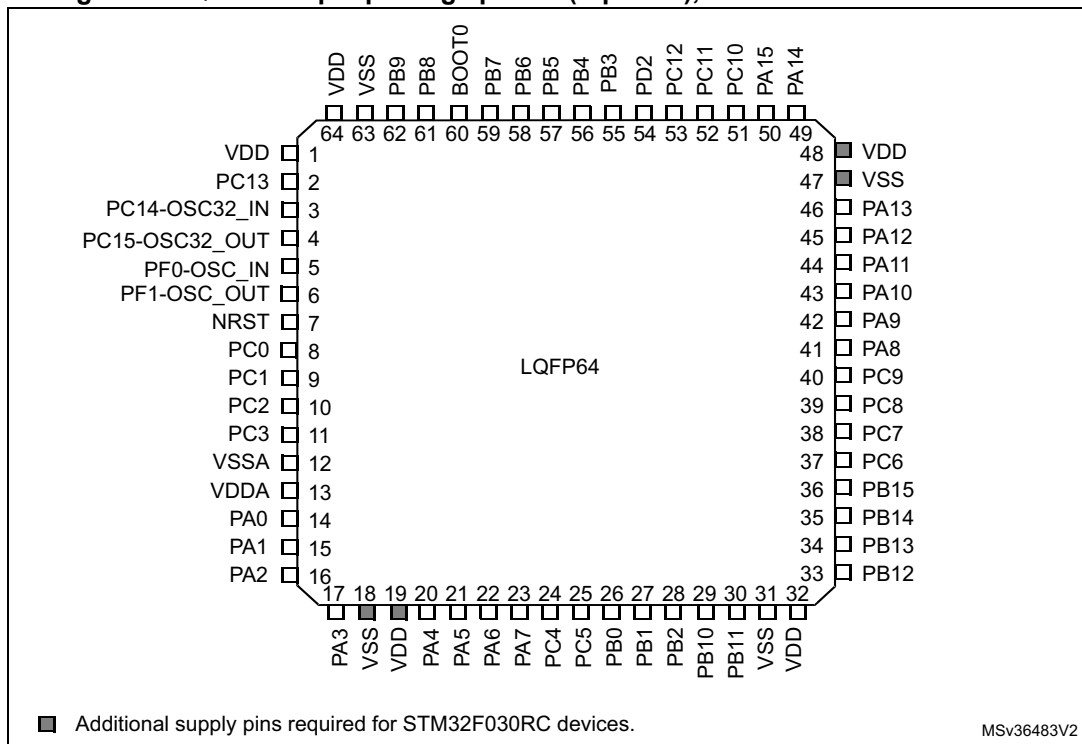 VDD
VSS
PB9
PB8
BOOT0
PB7
PB6
PB5
PB4
PB3
PD2
PC12
PC11
PC10
PA15
PA14
64 63 62 61 60 59 58 57 56 55 54 53 52 51 50 49
VDD 1
PC13 2
PC14-OSC32_IN 3
PC15-OSC32_OUT 4
PF0-OSC_IN 5
PF1-OSC_OUT 6
NRST 7
PC0 8
PC1 9
PC2 10
PC3 11
VSSA 12
VDDA 13
PA0 14
PA1 15
PA2 16
LQFP64
48 VDD
47 VSS
46 PA13
45 PA12
44 PA11
43 PA10
42 PA9
41 PA8
40 PC9
39 PC8
38 PC7
37 PC6
36 PB15
35 PB14
34 PB13
33 PB12
17 18 19 20 21 22 23 24 25 26 27 28 29 30 31 32
PA3
VSS
VDD
PA4
PA5
PA6
PA7
PC4
PC5
PB0
PB1
PB2
PB10
PB11
VSS
VDD
Additional supply pins required for STM32F030RC devices.
MSv36483V2